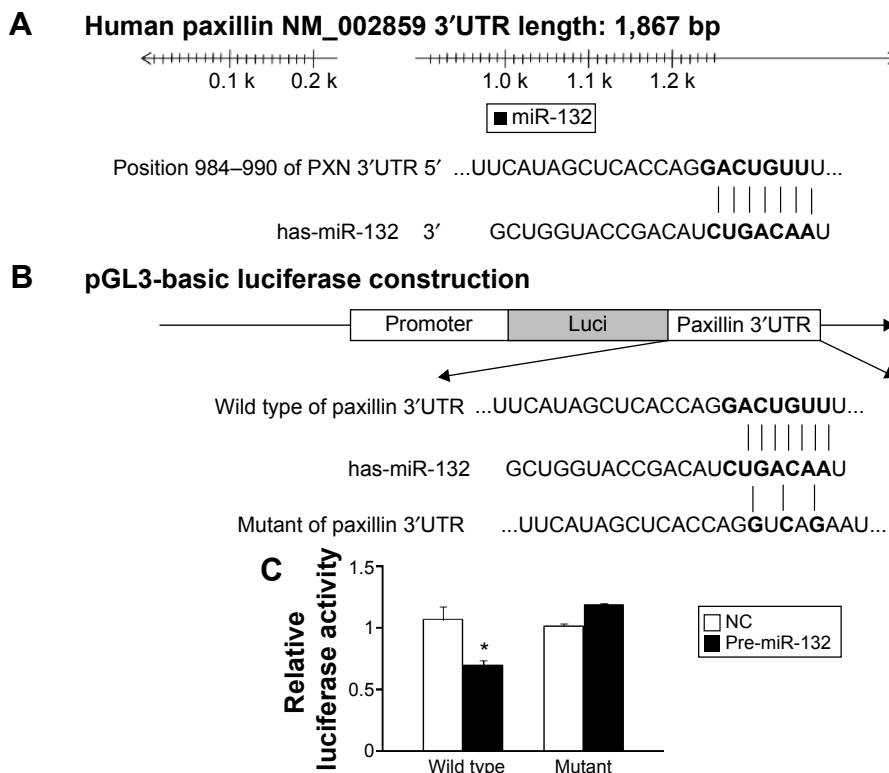 A Human paxillin NM_002859 3′UTR length: 1,867 bp
0.1 k 0.2 k 1.0 k 1.1 k 1.2 k
miR-132
Position 984–990 of PXN 3′UTR 5′ ...UUCAUAGCUCACCAGGACUGUUU...
has-miR-132 3′ GCUGGUACCGACAUCUGACAAU
B pGL3-basic luciferase construction
Promoter Luci Paxillin 3′UTR
Wild type of paxillin 3′UTR ...UUCAUAGCUCACCAGGACUGUUU...
has-miR-132 GCUGGUACCGACAUCUGACAAU
Mutant of paxillin 3′UTR ...UUCAUAGCUCACCAGGUCAGAAU...
C
Relative
luciferase activity
1.5
1
0.5
0
*
Wild type Mutant
NC
Pre-miR-132